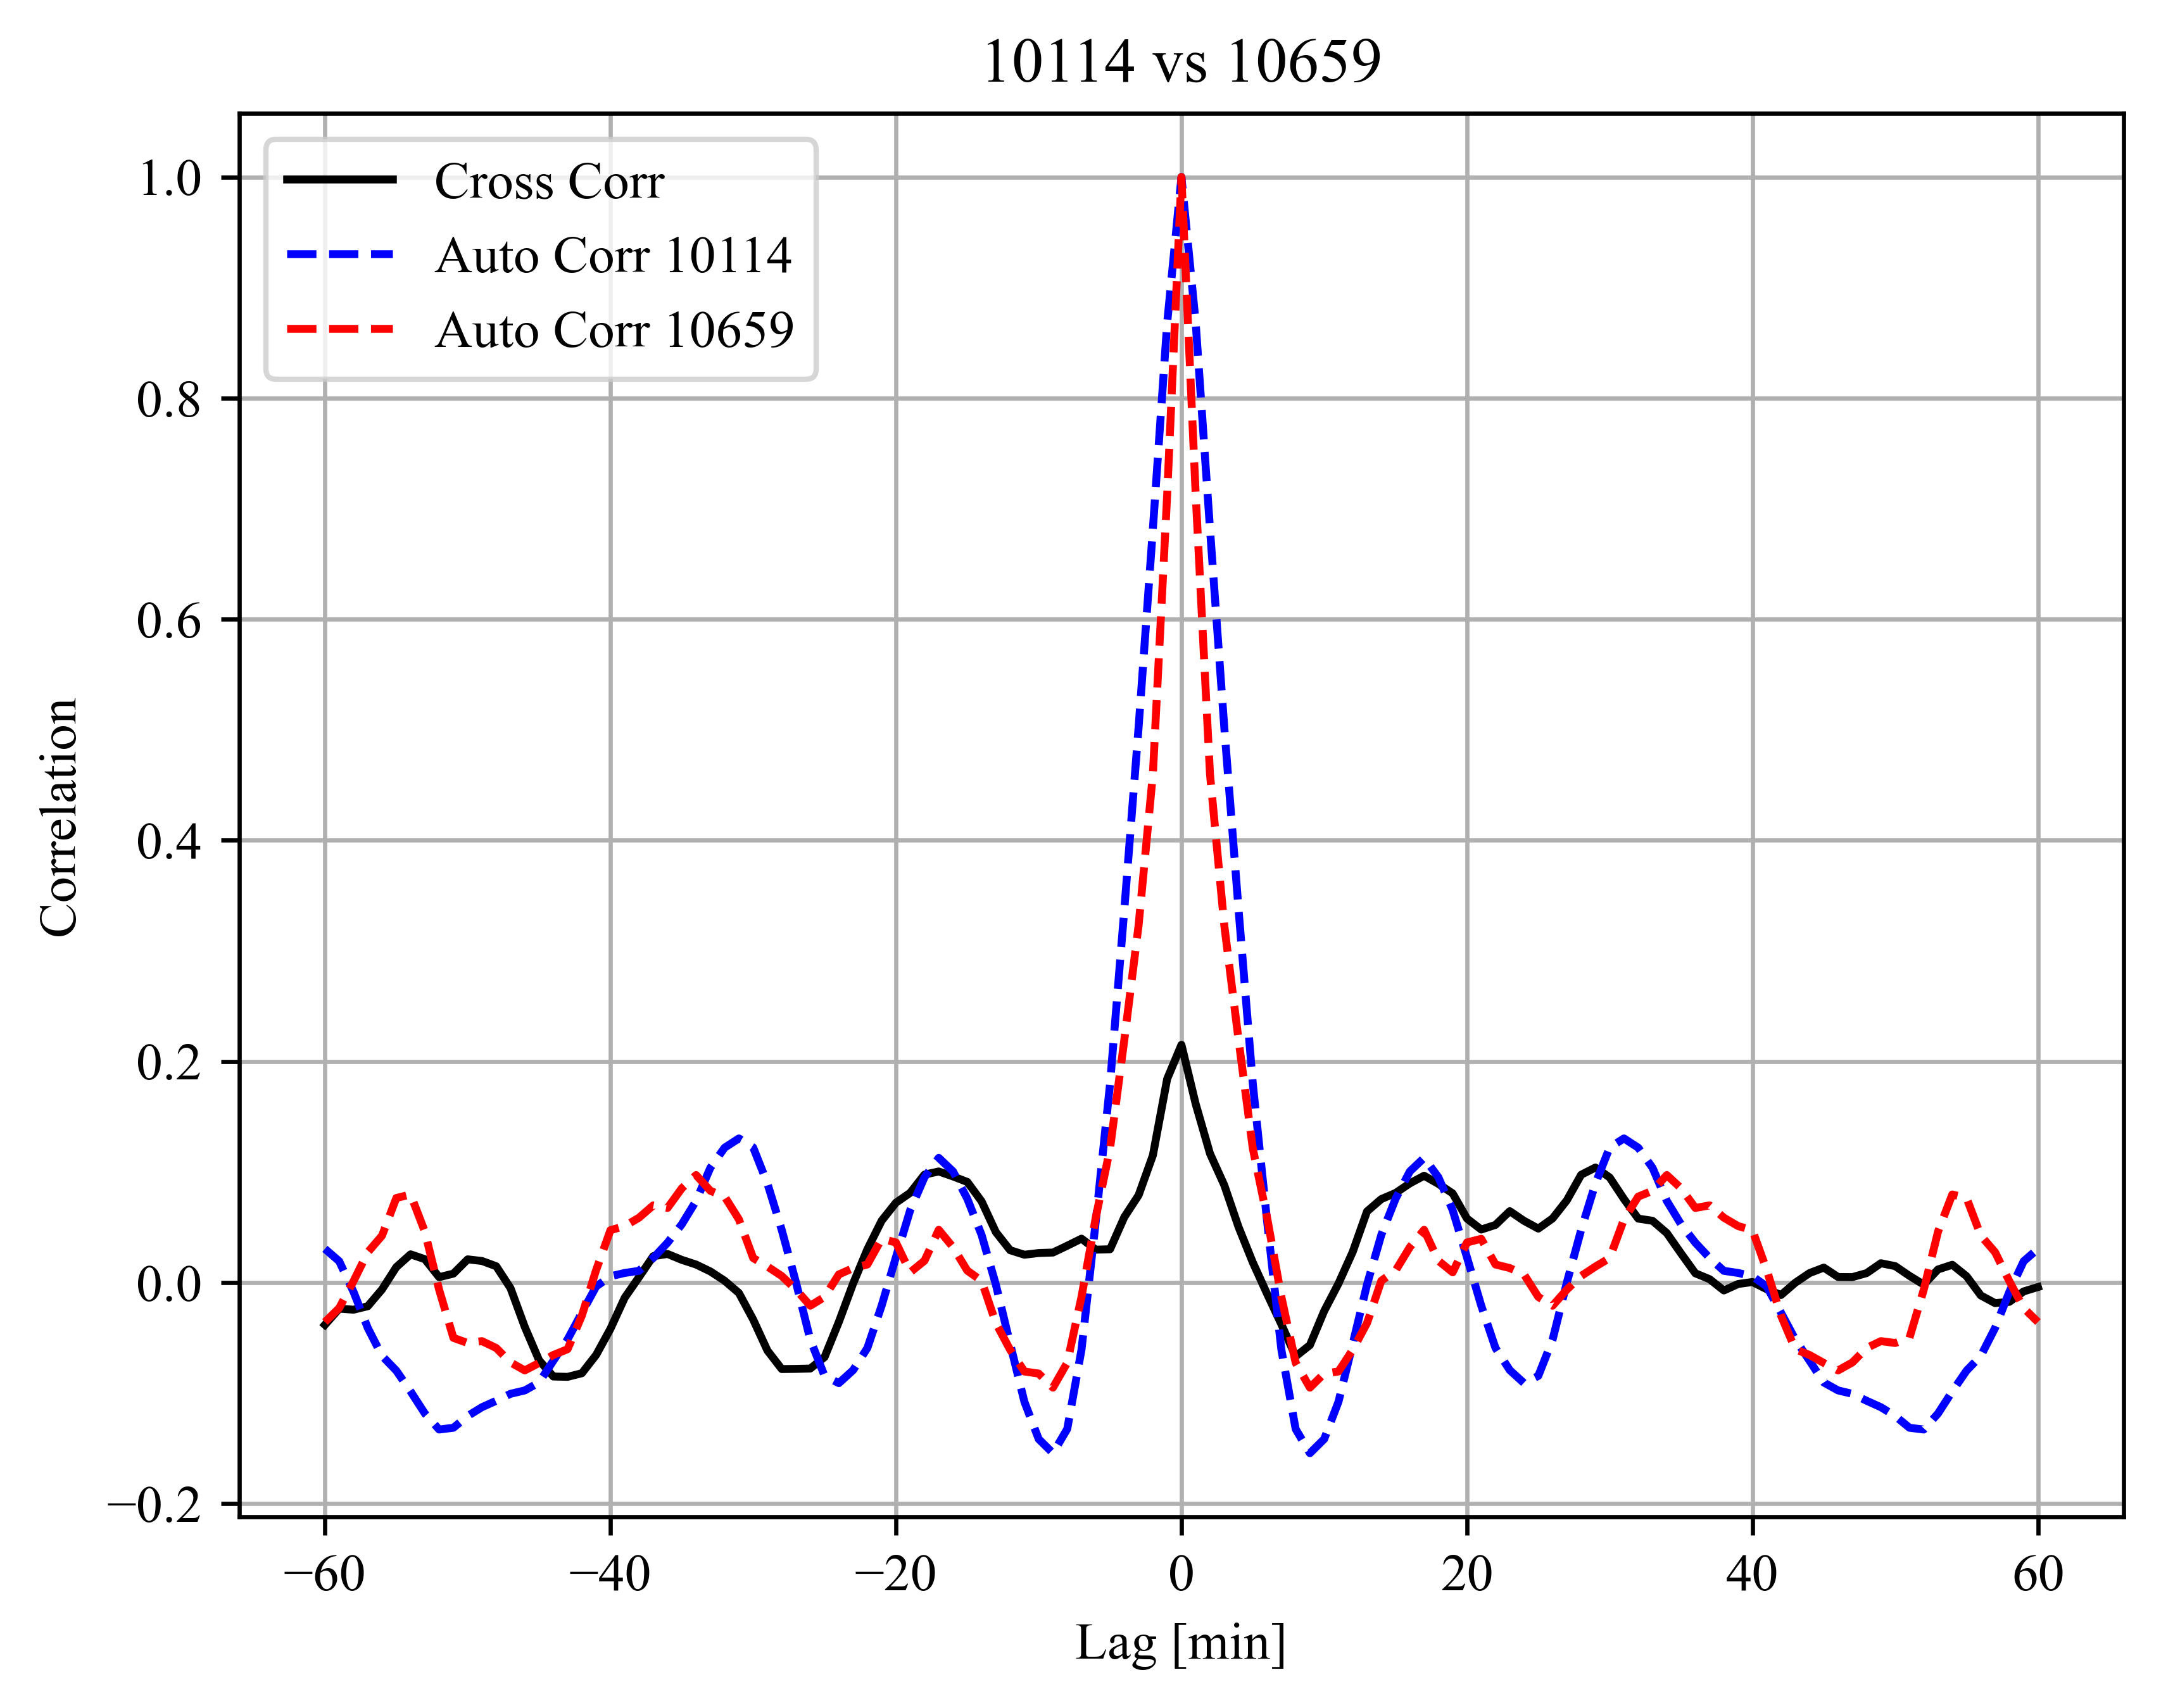 10114 vs 10659
Cross Corr
Auto Corr 10114
Auto Corr 10659
1.0
0.8
0.6
0.4
0.2
0.0
−0.2
Correlation
−60
−40
−20
0
20
40
60
Lag [min]